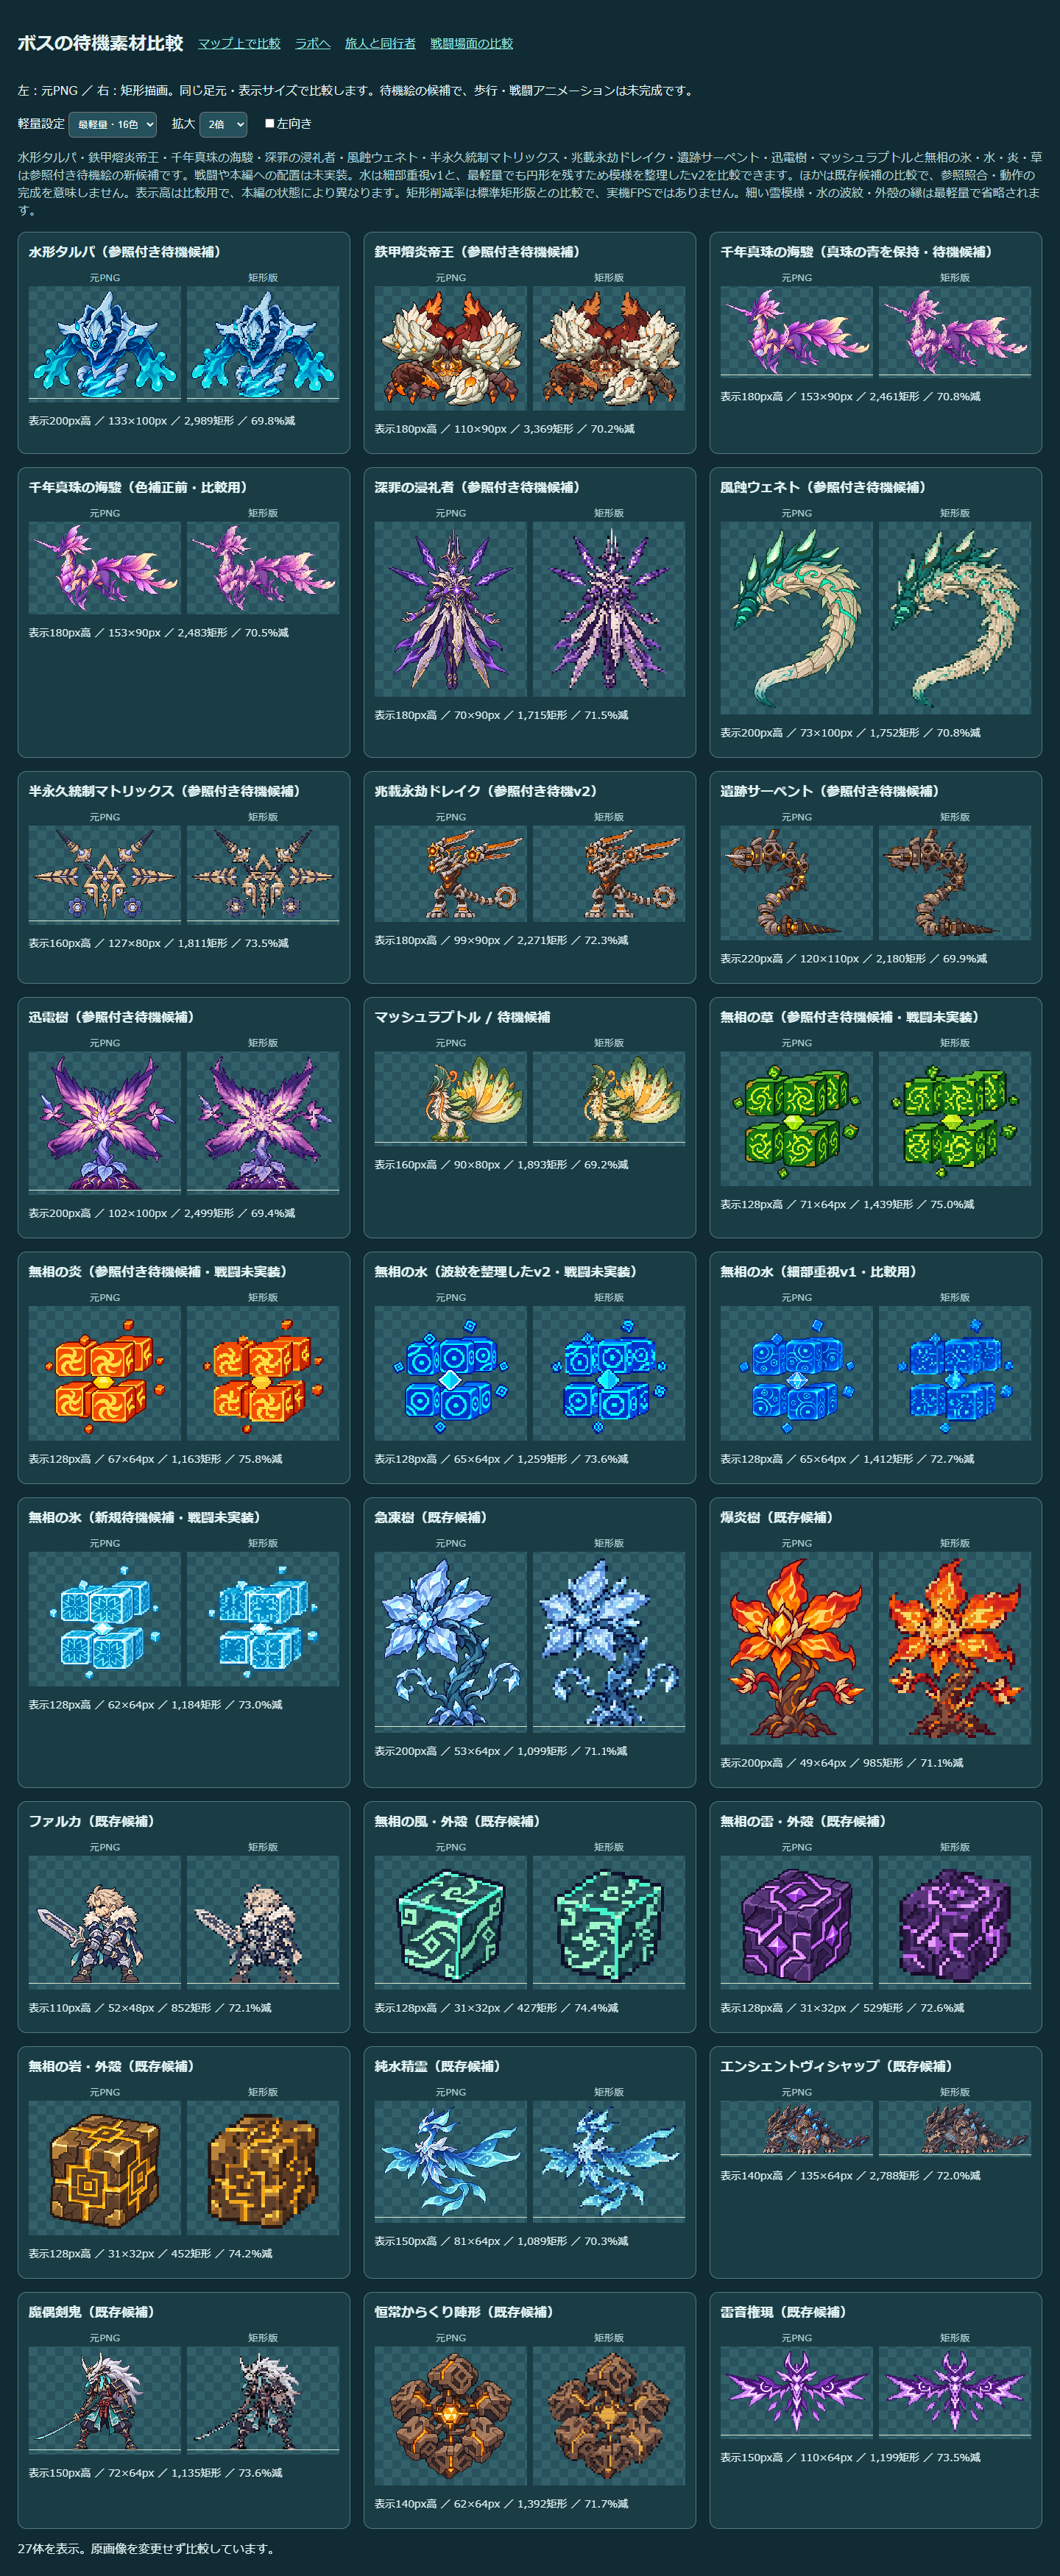 ボスの待機素材比較 マップ上で比較 ラボへ 旅人と同行者 戦闘場面の比較
左：元PNG ／ 右：矩形描画。同じ足元・表示サイズで比較します。待機絵の候補で、歩行・戦闘アニメーションは未完成です。
軽量設定 最軽量・16色 拡大 2倍 左向き
水形タルパ・鉄甲熔炎帝王・千年真珠の海駿・深罪の浸礼者・風蝕ウェネト・半永久統制マトリックス・兆載永劫ドレイク・遺跡サーペント・迅電樹・マッシュラプトルと無相の氷・水・炎・草
は参照付き待機絵の新候補です。戦闘や本編への配置は未実装。水は細部重視v1と、最軽量でも円形を残すため模様を整理したv2を比較できます。ほかは既存候補の比較で、参照照合・動作の
完成を意味しません。表示高は比較用で、本編の状態により異なります。矩形削減率は標準矩形版との比較で、実機FPSではありません。細い雪模様・水の波紋・外殻の縁は最軽量で省略されま
す。
水形タルパ（参照付き待機候補）
元PNG 矩形版
表示200px高 ／ 133×100px ／ 2,989矩形 ／ 69.8%減
鉄甲熔炎帝王（参照付き待機候補）
元PNG 矩形版
表示180px高 ／ 110×90px ／ 3,369矩形 ／ 70.2%減
千年真珠の海駿（真珠の青を保持・待機候補）
元PNG 矩形版
表示180px高 ／ 153×90px ／ 2,461矩形 ／ 70.8%減
千年真珠の海駿（色補正前・比較用）
元PNG 矩形版
表示180px高 ／ 153×90px ／ 2,483矩形 ／ 70.5%減
深罪の浸礼者（参照付き待機候補）
元PNG 矩形版
表示180px高 ／ 70×90px ／ 1,715矩形 ／ 71.5%減
風蝕ウェネト（参照付き待機候補）
元PNG 矩形版
表示200px高 ／ 73×100px ／ 1,752矩形 ／ 70.8%減
半永久統制マトリックス（参照付き待機候補）
元PNG 矩形版
表示160px高 ／ 127×80px ／ 1,811矩形 ／ 73.5%減
兆載永劫ドレイク（参照付き待機v2）
元PNG 矩形版
表示180px高 ／ 99×90px ／ 2,271矩形 ／ 72.3%減
遺跡サーペント（参照付き待機候補）
元PNG 矩形版
表示220px高 ／ 120×110px ／ 2,180矩形 ／ 69.9%減
迅電樹（参照付き待機候補）
元PNG 矩形版
表示200px高 ／ 102×100px ／ 2,499矩形 ／ 69.4%減
マッシュラプトル / 待機候補
元PNG 矩形版
表示160px高 ／ 90×80px ／ 1,893矩形 ／ 69.2%減
無相の草（参照付き待機候補・戦闘未実装）
元PNG 矩形版
表示128px高 ／ 71×64px ／ 1,439矩形 ／ 75.0%減
無相の炎（参照付き待機候補・戦闘未実装）
元PNG 矩形版
表示128px高 ／ 67×64px ／ 1,163矩形 ／ 75.8%減
無相の水（波紋を整理したv2・戦闘未実装）
元PNG 矩形版
表示128px高 ／ 65×64px ／ 1,259矩形 ／ 73.6%減
無相の水（細部重視v1・比較用）
元PNG 矩形版
表示128px高 ／ 65×64px ／ 1,412矩形 ／ 72.7%減
無相の氷（新規待機候補・戦闘未実装）
元PNG 矩形版
表示128px高 ／ 62×64px ／ 1,184矩形 ／ 73.0%減
急凍樹（既存候補）
元PNG 矩形版
表示200px高 ／ 53×64px ／ 1,099矩形 ／ 71.1%減
爆炎樹（既存候補）
元PNG 矩形版
表示200px高 ／ 49×64px ／ 985矩形 ／ 71.1%減
ファルカ（既存候補）
元PNG 矩形版
表示110px高 ／ 52×48px ／ 852矩形 ／ 72.1%減
無相の風・外殻（既存候補）
元PNG 矩形版
表示128px高 ／ 31×32px ／ 427矩形 ／ 74.4%減
無相の雷・外殻（既存候補）
元PNG 矩形版
表示128px高 ／ 31×32px ／ 529矩形 ／ 72.6%減
無相の岩・外殻（既存候補）
元PNG 矩形版
表示128px高 ／ 31×32px ／ 452矩形 ／ 74.2%減
純水精霊（既存候補）
元PNG 矩形版
表示150px高 ／ 81×64px ／ 1,089矩形 ／ 70.3%減
エンシェントヴィシャップ（既存候補）
元PNG 矩形版
表示140px高 ／ 135×64px ／ 2,788矩形 ／ 72.0%減
魔偶剣鬼（既存候補）
元PNG 矩形版
表示150px高 ／ 72×64px ／ 1,135矩形 ／ 73.6%減
恒常からくり陣形（既存候補）
元PNG 矩形版
表示140px高 ／ 62×64px ／ 1,392矩形 ／ 71.7%減
雷音権現（既存候補）
元PNG 矩形版
表示150px高 ／ 110×64px ／ 1,199矩形 ／ 73.5%減
27体を表示。原画像を変更せず比較しています。